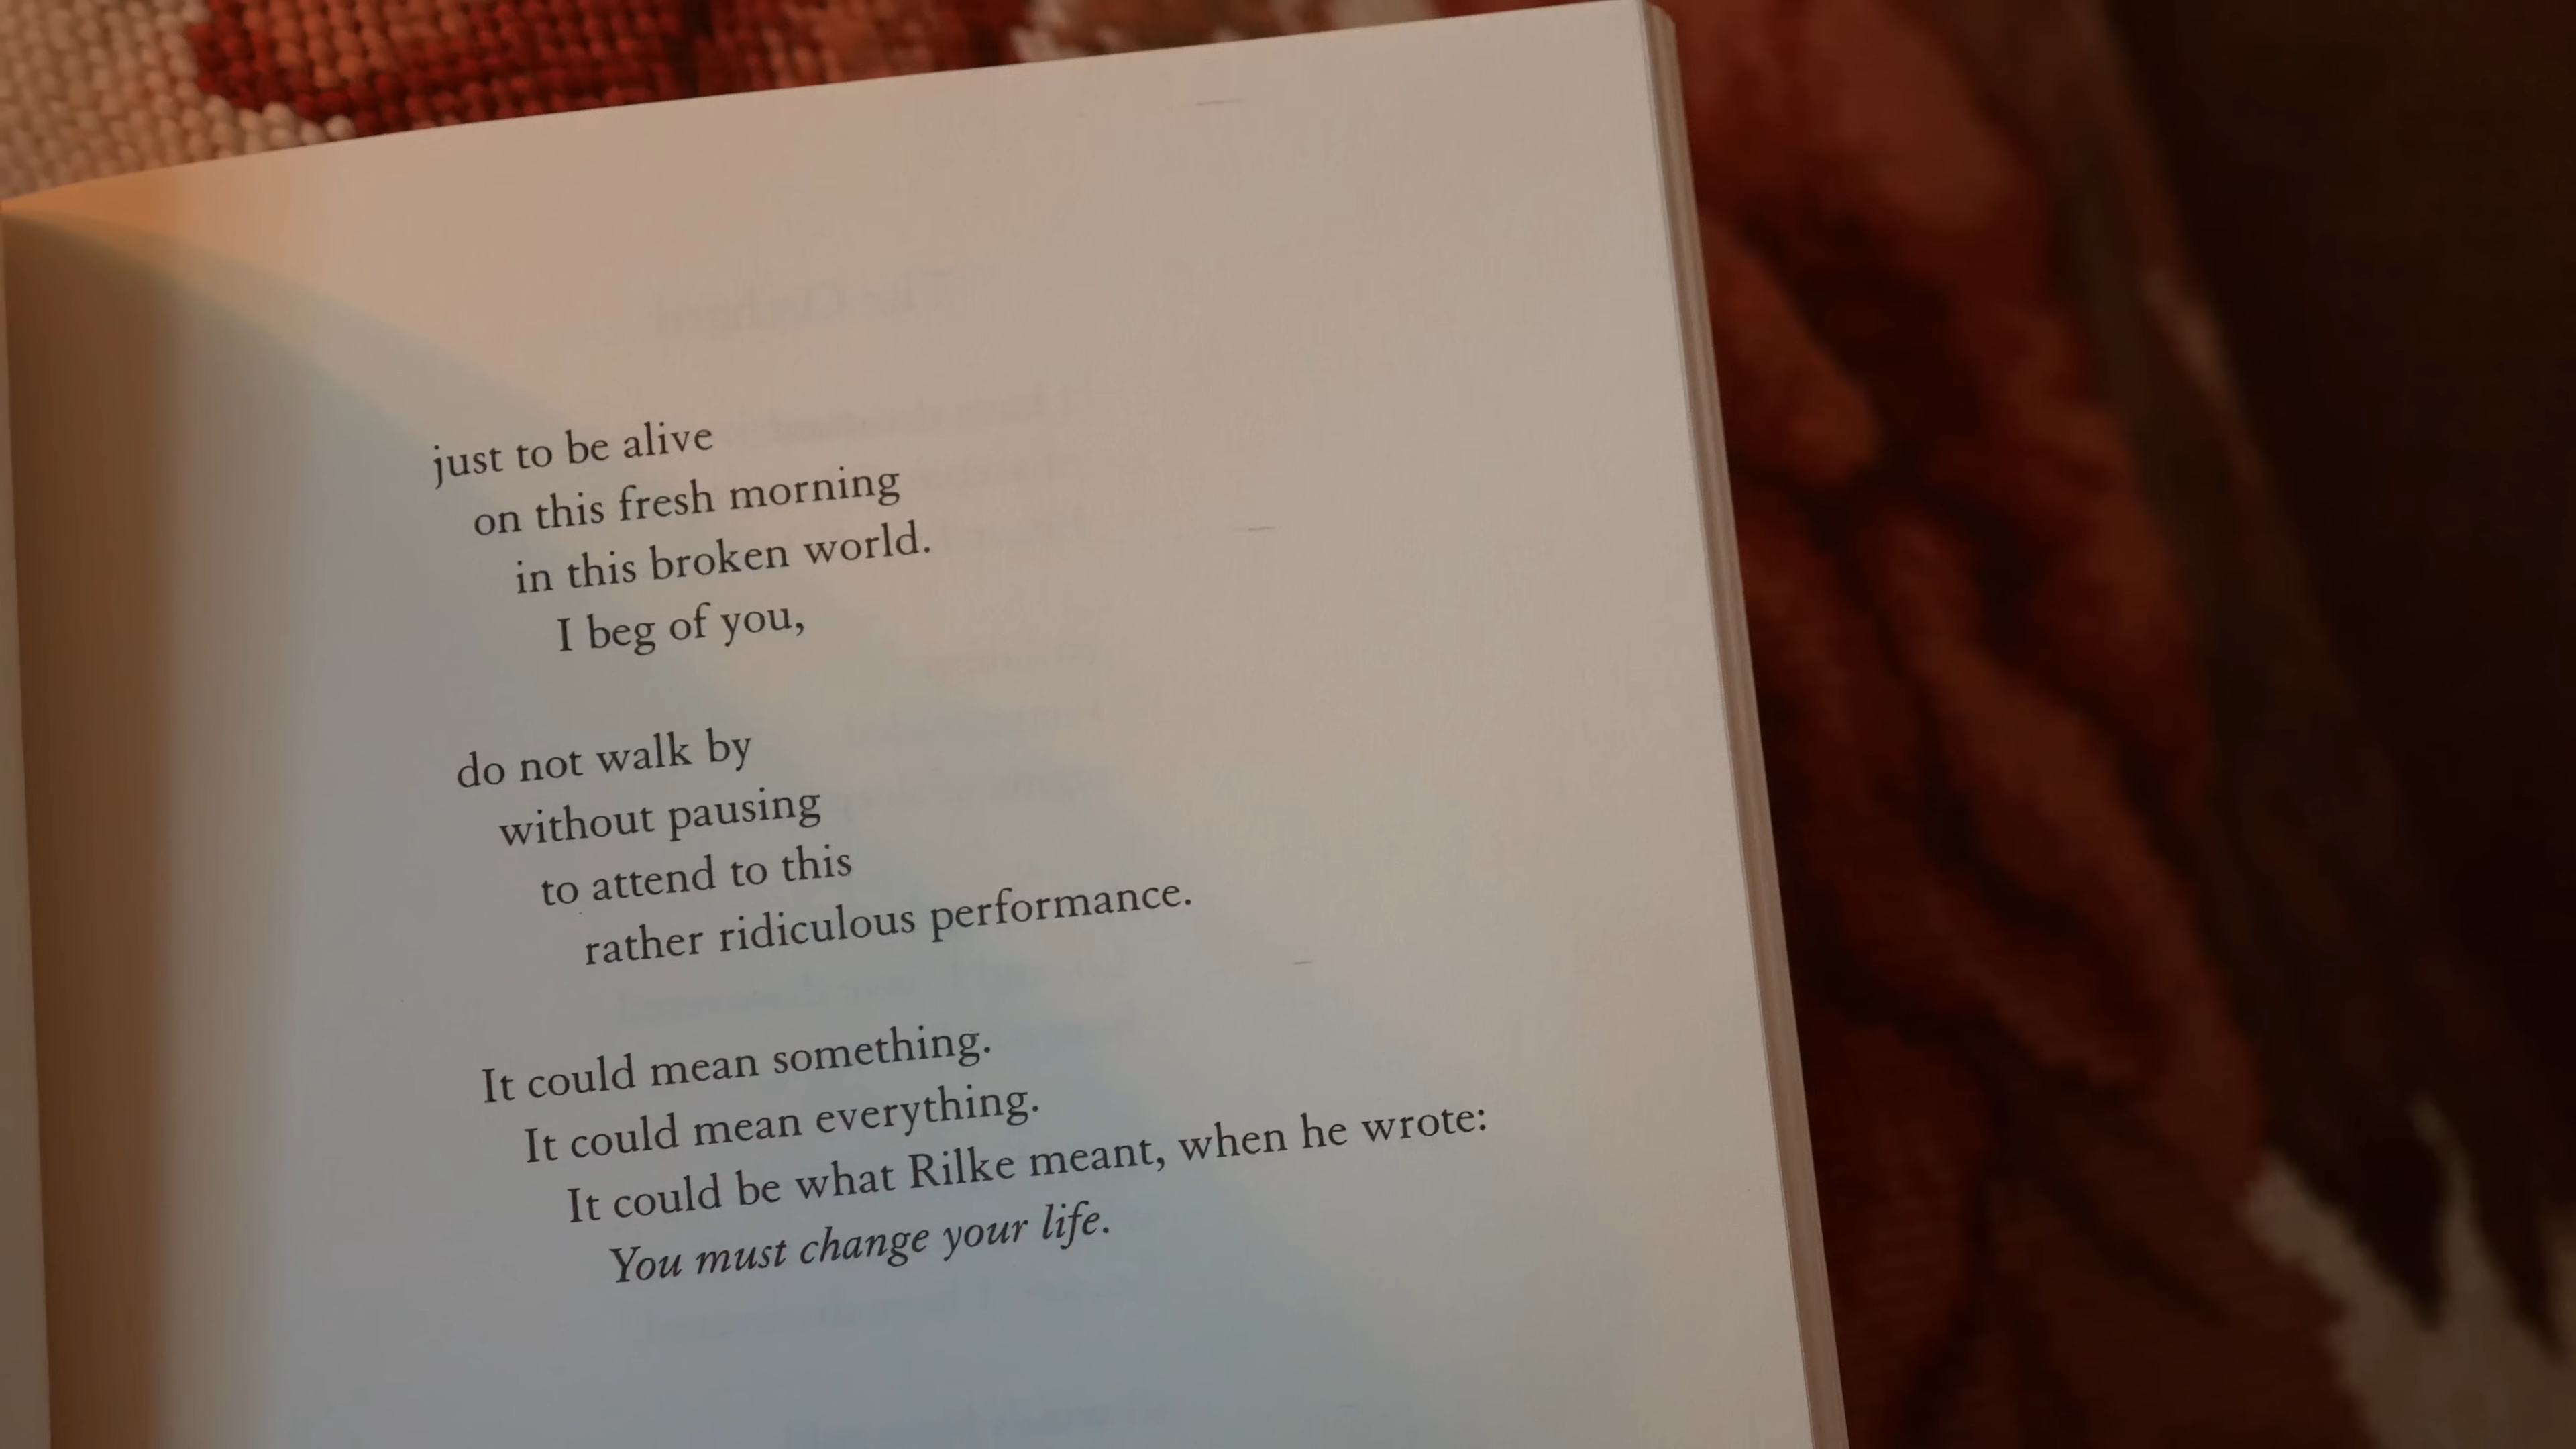 just to be alive
on this fresh morning
in this broken world.
I beg of you,
do not walk by
without pausing
to attend to this
rather ridiculous performance.
It could mean something.
It could mean everything.
It could be what Rilke meant, when he wrote:
You must change your life.